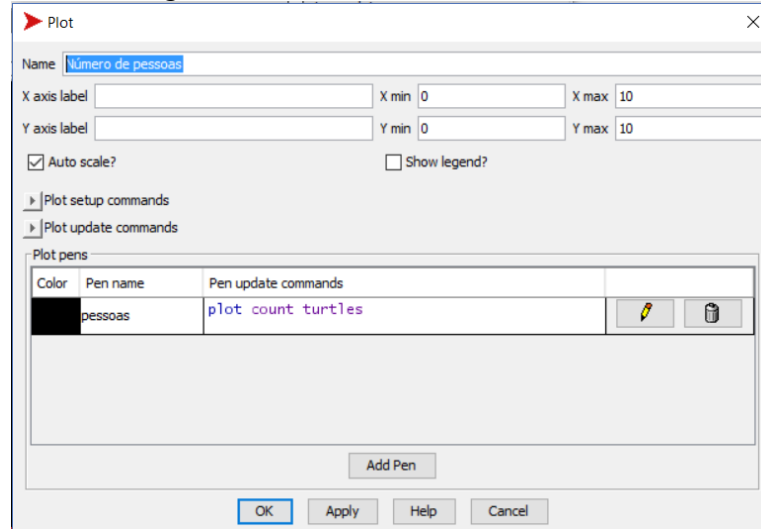 Plot
Name Número de pessoas
X axis label X min 0 X max 10
Y axis label Y min 0 Y max 10
Auto scale? Show legend?
Plot setup commands
Plot update commands
Plot pens
Color Pen name Pen update commands
pessoas plot count turtles
Add Pen
OK Apply Help Cancel